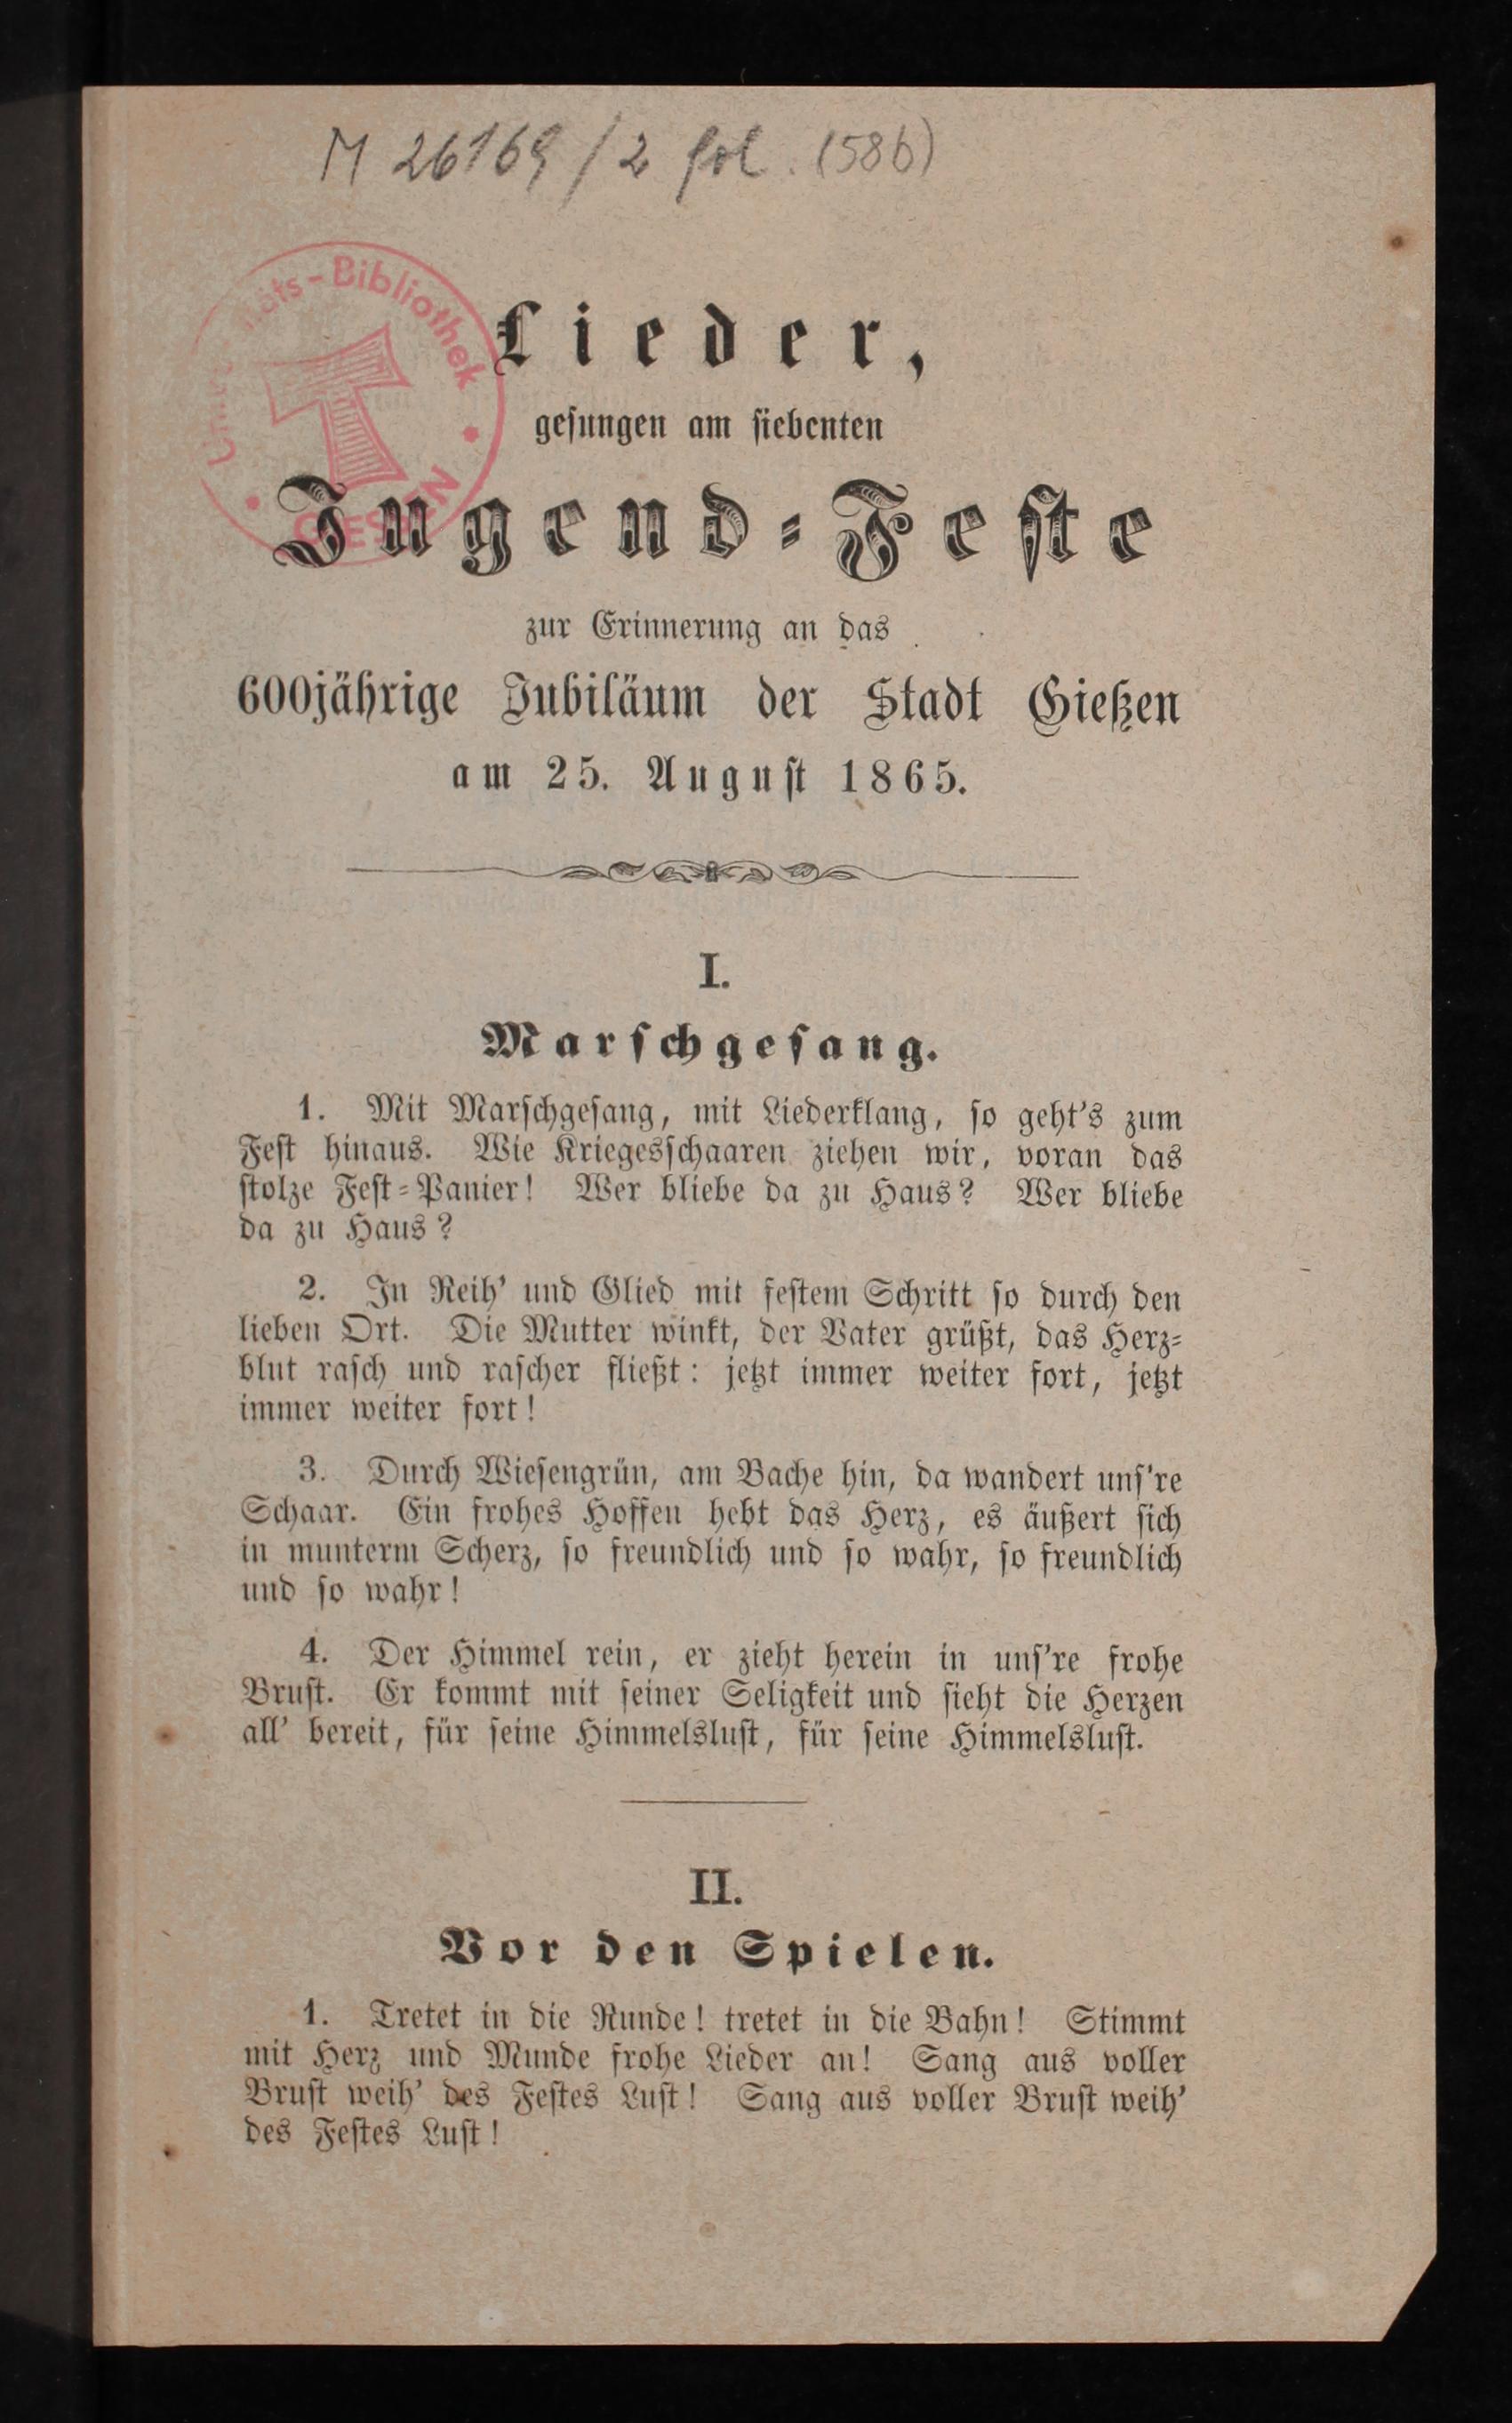 M 26169/2 fol. (58b)
Bibliothek
Lieder,
gesungen am siebenten
Jugend-Feste
zur Erinnerung an das
600jährige Jubiläum der Stadt Gießen
am 25. August 1865.
I.
Marschgesang.
1. Mit Marschgesang, mit Liederklang, so geht's zum
Fest hinaus. Wie Kriegesschaaren ziehen wir, voran das
stolze Fest-Panier! Wer bliebe da zu Haus? Wer bliebe
da zu Haus?
2. In Reih' und Glied mit festem Schritt so durch den
lieben Ort. Die Mutter winkt, der Vater grüßt, das Herz-
blut rasch und rascher fließt: jetzt immer weiter fort, jetzt
immer weiter fort!
3. Durch Wiesengrün, am Bache hin, da wandert uns're
Schaar. Ein frohes Hoffen hebt das Herz, es äußert sich
in munterm Scherz, so freundlich und so wahr, so freundlich
und so wahr!
4. Der Himmel rein, er zieht herein in uns're frohe
Brust. Er kommt mit seiner Seligkeit und sieht die Herzen
all' bereit, für seine Himmelslust, für seine Himmelslust.
II.
Vor den Spielen.
1. Tretet in die Runde! tretet in die Bahn! Stimmt
mit Herz und Munde frohe Lieder an! Sang aus voller
Brust weih' des Festes Lust! Sang aus voller Brust weih'
des Festes Lust!